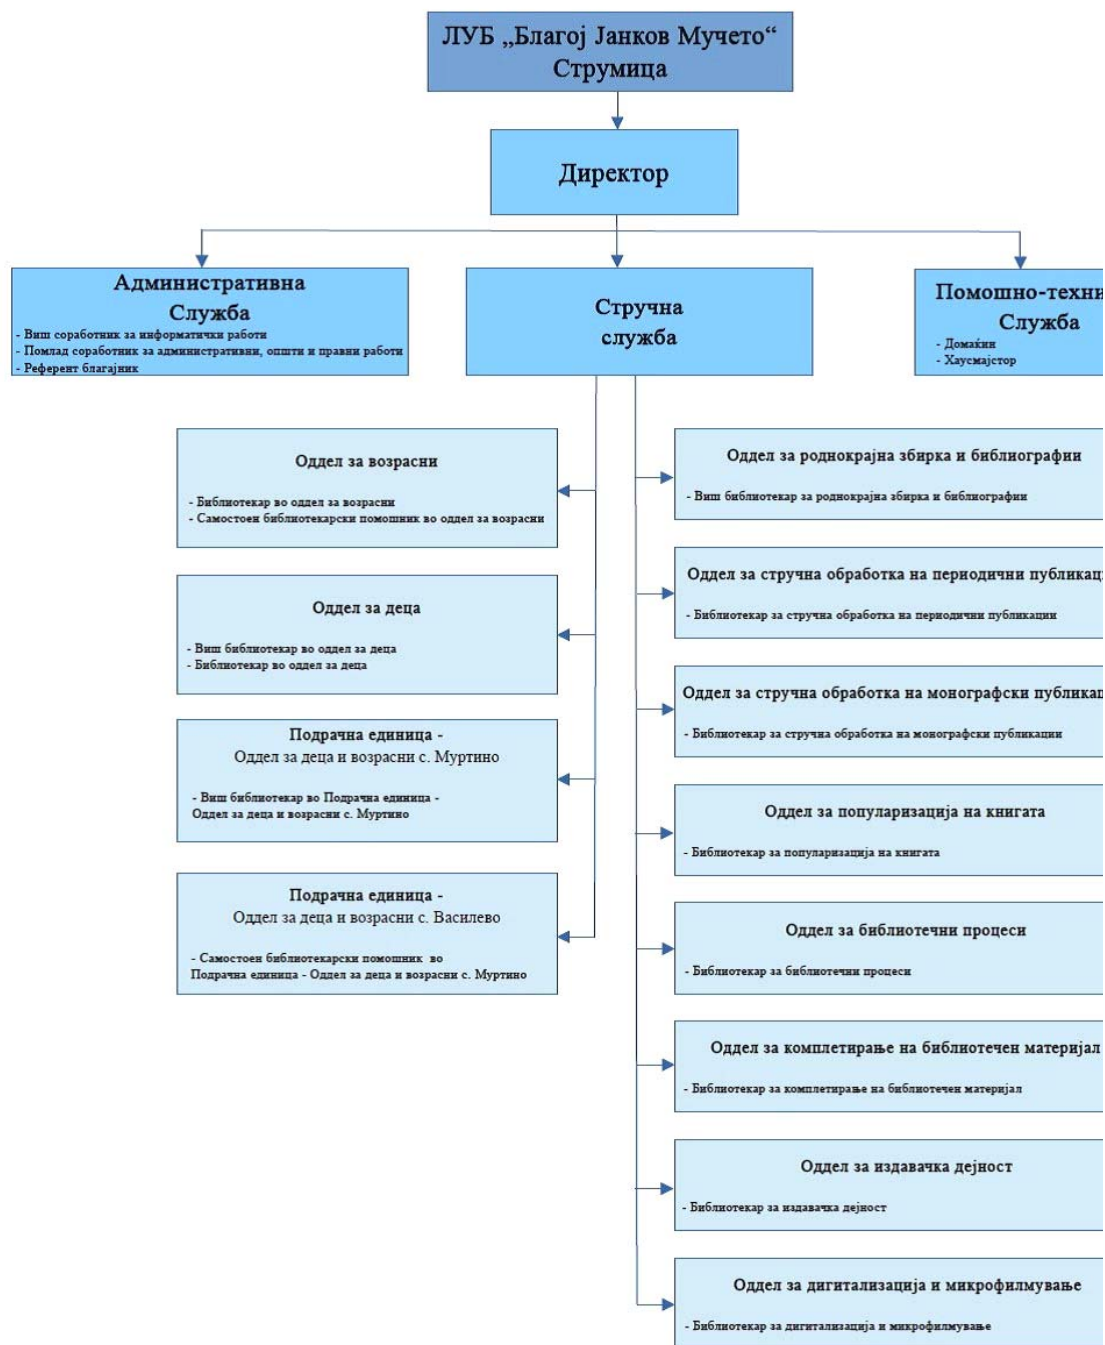 ЛУБ „Благој Јанков Мучето“
Струмица
Директор
Административна
Служба
- Виш соработник за информатички работи
- Помлад соработник за административни, општи и правни работи
- Референт благајник
Стручна
служба
Помошно-техни
Служба
- Домаќин
- Хаусмајстор
Оддел за возрасни
- Библиотекар во оддел за возрасни
- Самостоен библиотекарски помошник во оддел за возрасни
Оддел за деца
- Виш библиотекар во оддел за деца
- Библиотекар во оддел за деца
Подрачна единица -
Оддел за деца и возрасни с. Муртино
- Виш библиотекар во Подрачна единица -
Оддел за деца и возрасни с. Муртино
Подрачна единица -
Оддел за деца и возрасни с. Василево
- Самостоен библиотекарски помошник во
Подрачна единица - Оддел за деца и возрасни с. Муртино
Оддел за роднокрајна збирка и библиографии
- Виш библиотекар за роднокрајна збирка и библиографии
Оддел за стручна обработка на периодични публикац
- Библиотекар за стручна обработка на периодични публикации
Оддел за стручна обработка на монографски публикац
- Библиотекар за стручна обработка на монографски публикации
Оддел за популаризација на книгата
- Библиотекар за популаризација на книгата
Оддел за библиотечни процеси
- Библиотекар за библиотечни процеси
Оддел за комплетирање на библиотечен материјал
- Библиотекар за комплетирање на библиотечен материјал
Оддел за издавачка дејност
- Библиотекар за издавачка дејност
Оддел за дигитализација и микрофилмување
- Библиотекар за дигитализација и микрофилмување